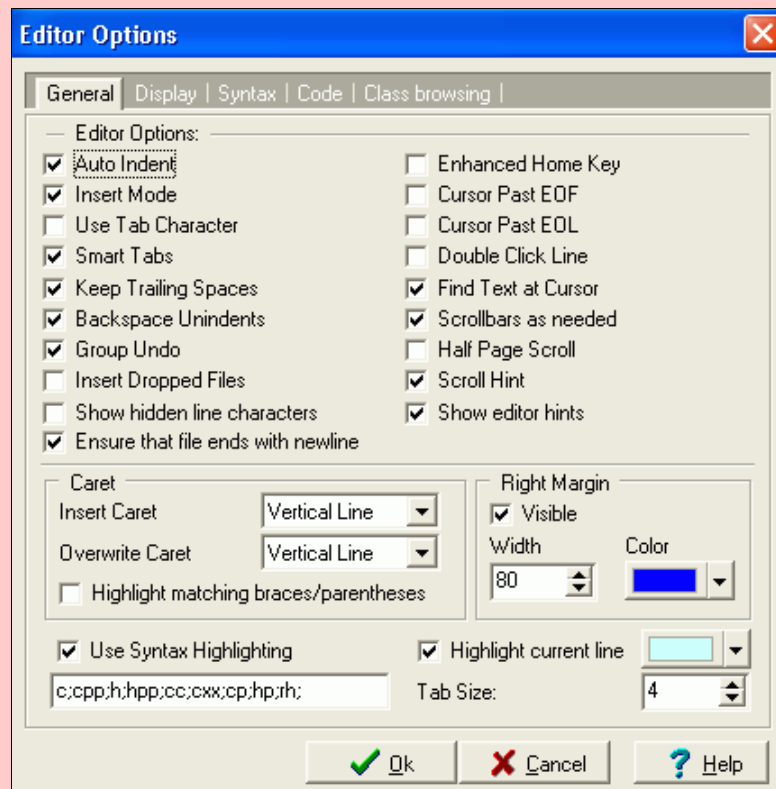 Editor Options
General | Display | Syntax | Code | Class browsing |
Editor Options:
Auto Indent
Enhanced Home Key
Insert Mode
Cursor Past EOF
Use Tab Character
Cursor Past EOL
Smart Tabs
Double Click Line
Keep Trailing Spaces
Find Text at Cursor
Backspace Unindents
Scrollbars as needed
Group Undo
Half Page Scroll
Insert Dropped Files
Scroll Hint
Show hidden line characters
Show editor hints
Ensure that file ends with newline
Caret
Insert Caret Vertical Line
Overwrite Caret Vertical Line
Highlight matching braces/parentheses
Right Margin
Visible
Width Color
80
Use Syntax Highlighting
Highlight current line
c;cpp;h;hpp;cc;cxx;cp;hp;rh;
Tab Size: 4
Ok Cancel Help